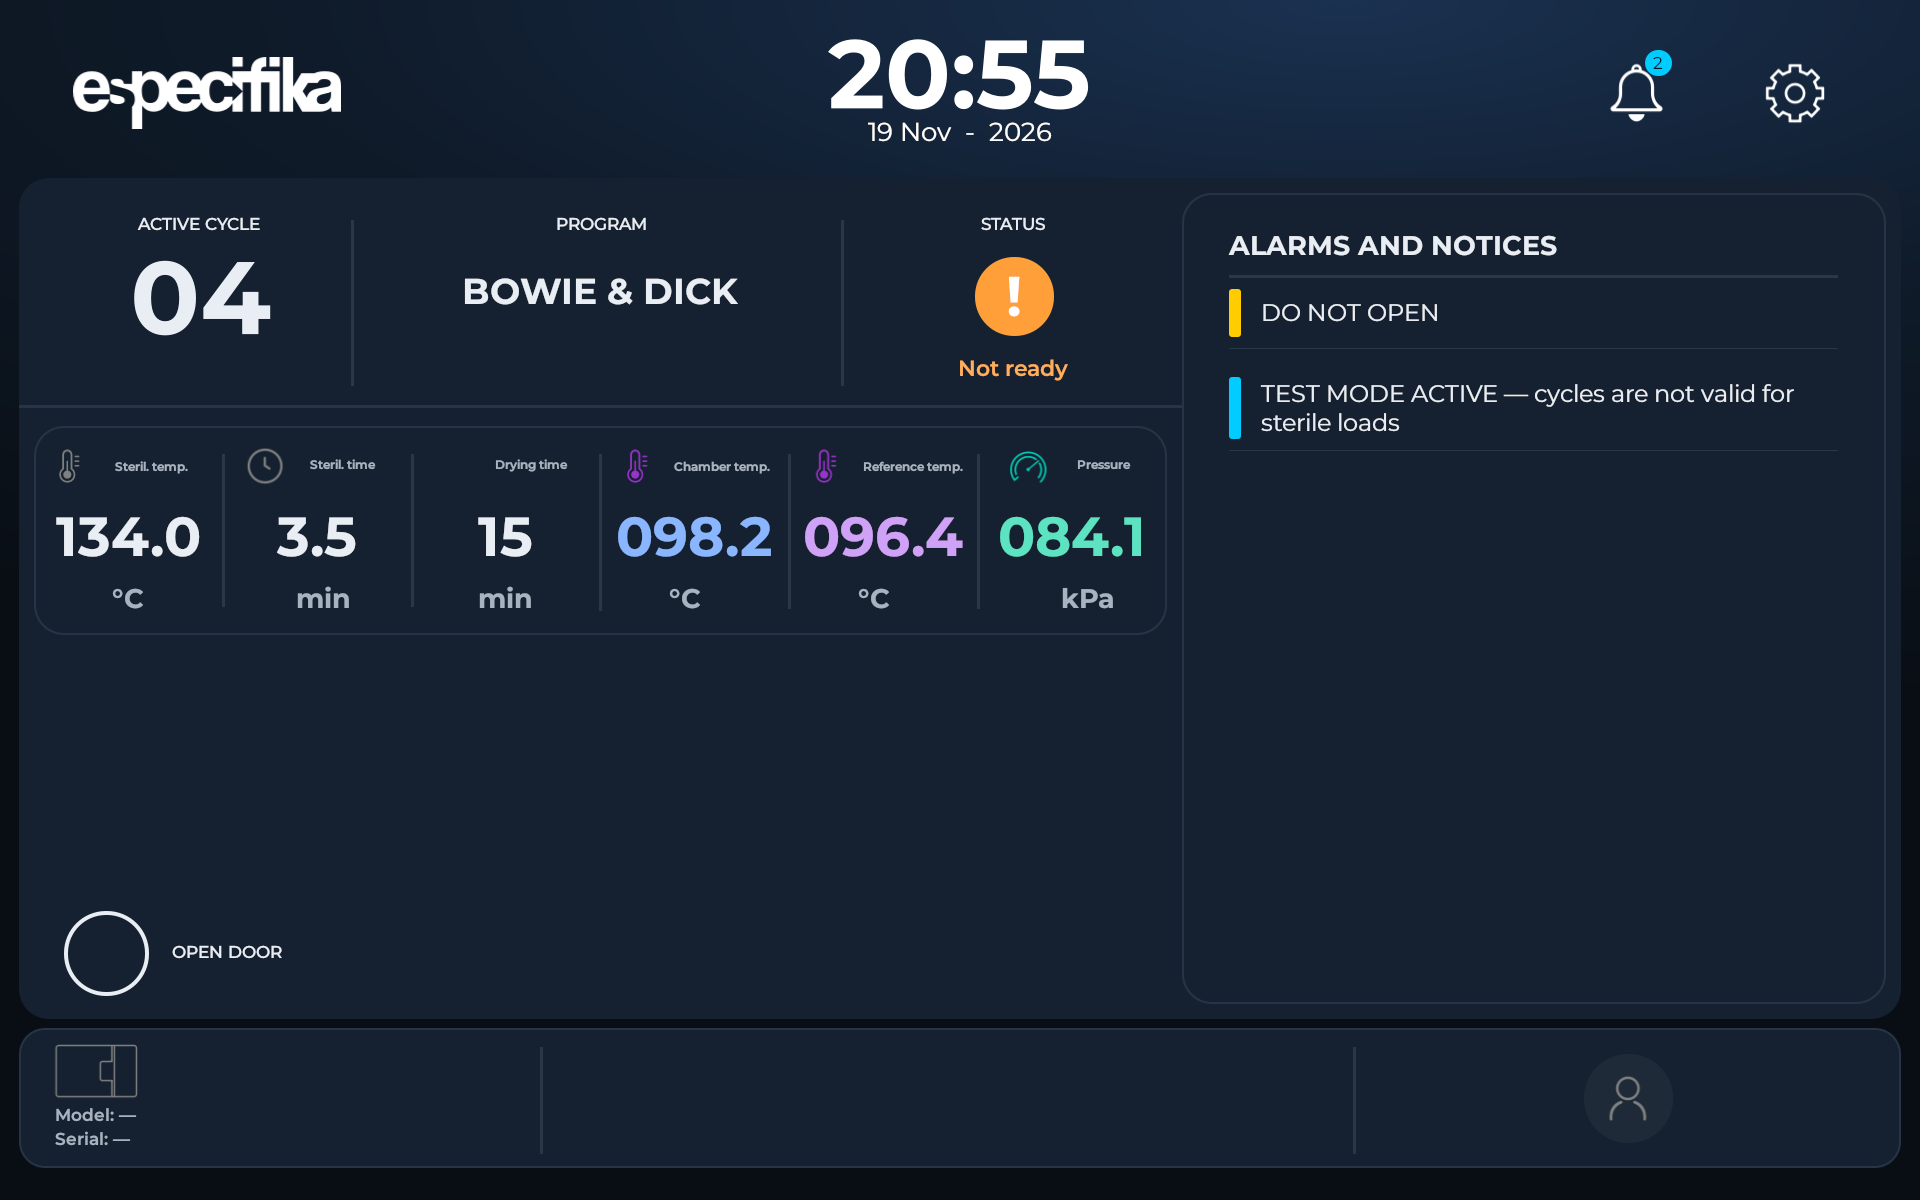 especifika
20:55
19 Nov - 2026
2
ACTIVE CYCLE
04
PROGRAM
BOWIE & DICK
STATUS
!
Not ready
ALARMS AND NOTICES
DO NOT OPEN
TEST MODE ACTIVE — cycles are not valid for
sterile loads
Steril. temp.
134.0
°C
Steril. time
3.5
min
Drying time
15
min
Chamber temp.
098.2
°C
Reference temp.
096.4
°C
Pressure
084.1
kPa
OPEN DOOR
Model: —
Serial: —